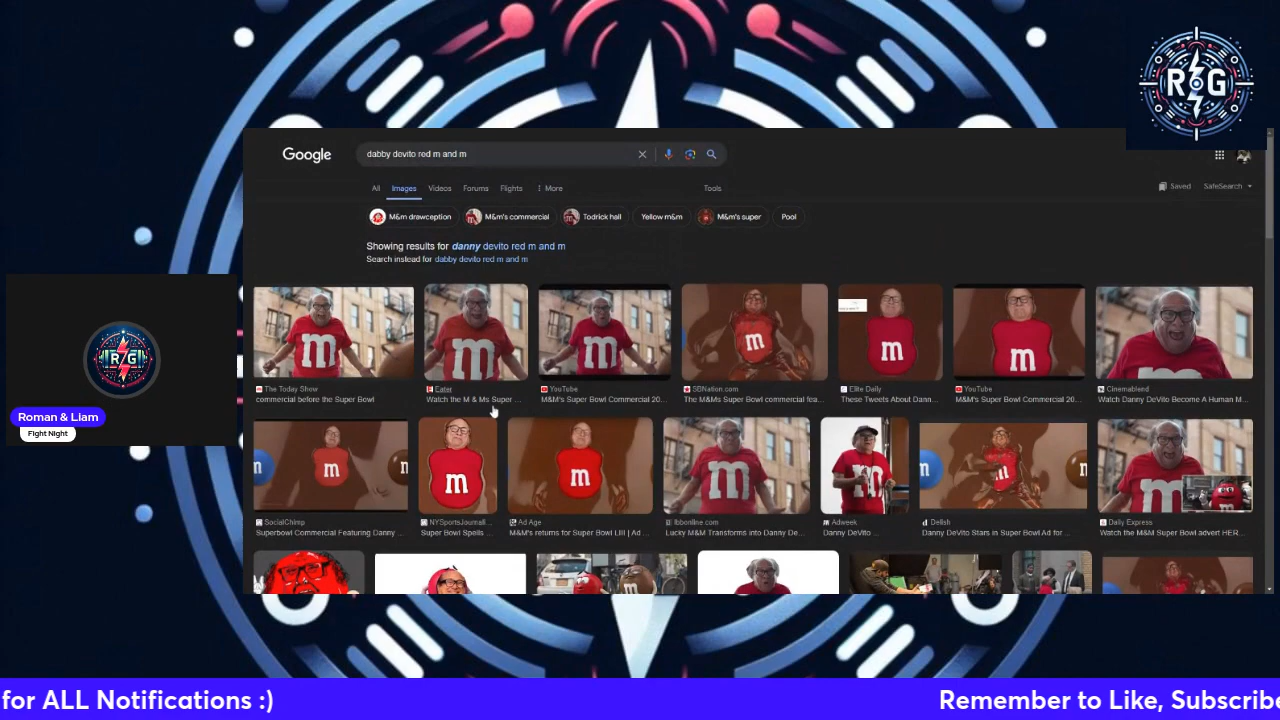 R G
Google
dabby devito red m and m
All Images Videos Forums Flights More Tools
Saved SafeSearch
M&m drawception M&m's commercial Todrick hall Yellow m&m M&m's super Pool
Showing results for danny devito red m and m
Search instead for dabby devito red m and m
m m m m m m m
The Today Show Eater YouTube SBNation.com Elite Daily YouTube Cinemablend
commercial before the Super Bowl Watch the M & Ms Super ... M&M'S Super Bowl Commercial 20... The M&Ms Super Bowl commercial fea... These Tweets About Dann... M&M'S Super Bowl Commercial 20... Watch Danny DeVito Become A Human M...
RG
Roman & Liam
Fight Night
m m n m m m m m m m
SocialChimp NYSportsJournali... Ad Age lbbonline.com Adweek Delish Daily Express
Superbowl Commercial Featuring Danny ... Super Bowl Spells ... M&M's returns for Super Bowl LIII | Ad ... Lucky M&M Transforms into Danny De... Danny DeVito ... Danny DeVito Stars in Super Bowl Ad for ... Watch the M&M Super Bowl advert HER...
for ALL Notifications :) Remember to Like, Subscribe